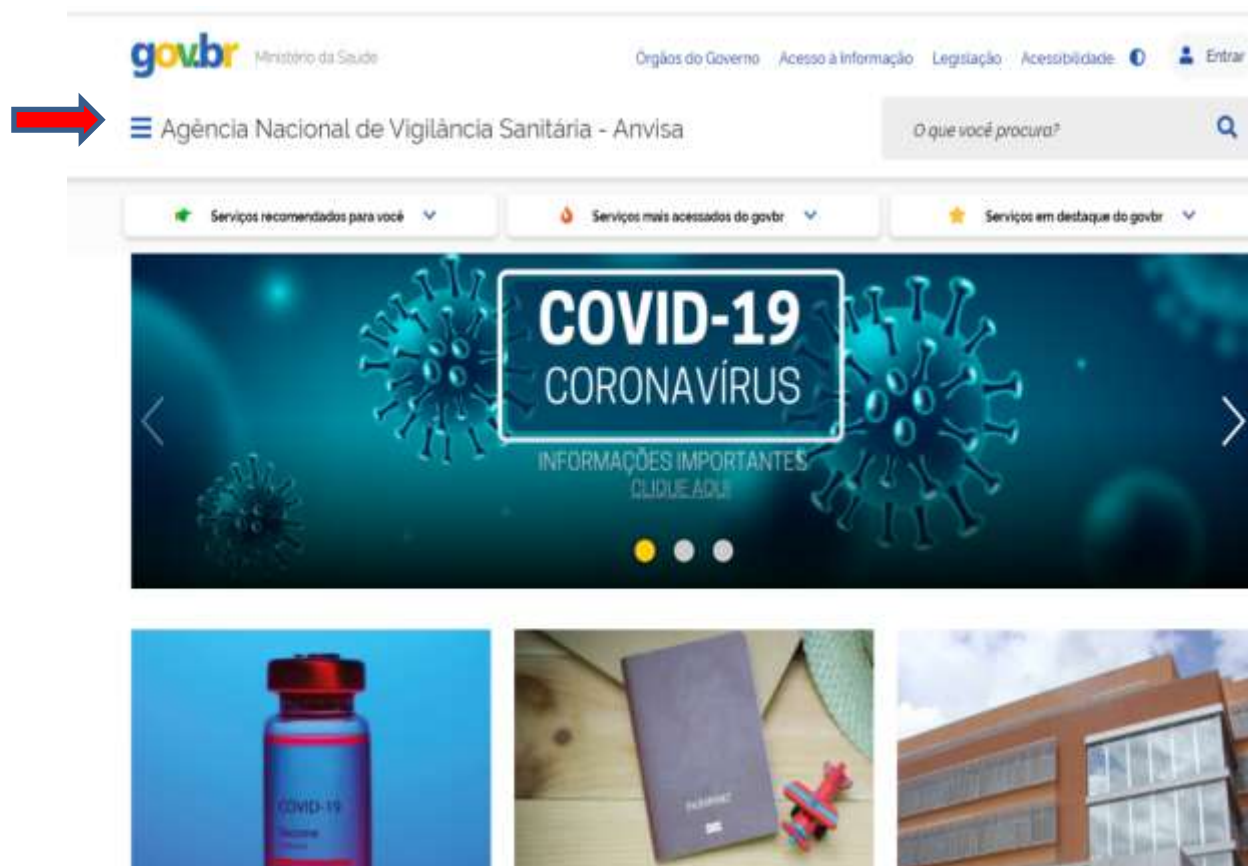 gov.br Ministério da Saúde
Órgãos do Governo Acesso à Informação Legislação Acessibilidade Entrar
Agência Nacional de Vigilância Sanitária - Anvisa
O que você procura?
Serviços recomendados para você Serviços mais acessados do govbr Serviços em destaque do govbr
COVID-19
CORONAVÍRUS
INFORMAÇÕES IMPORTANTES
CLIQUE AQUI
COVID-19
Vaccine
PASSPORT